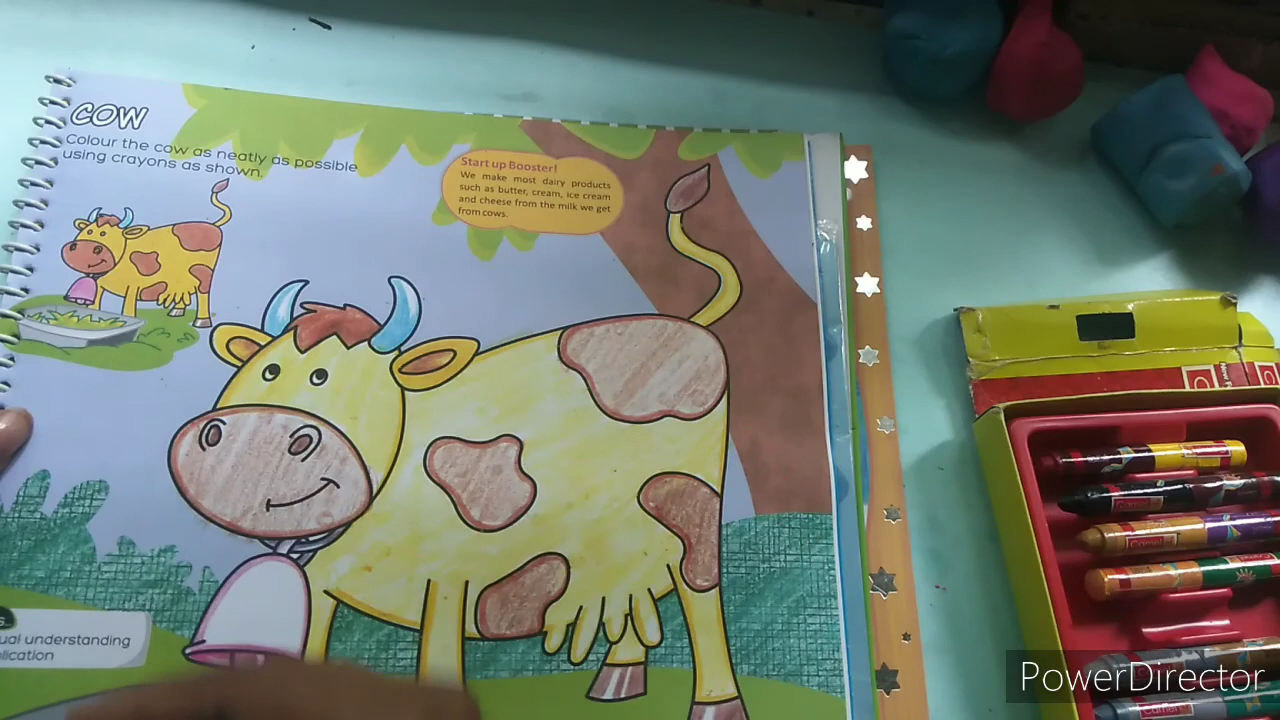 COW
Colour the cow as neatly as possible
using crayons as shown.
Start up Booster!
We make most dairy products
such as butter, cream, ice cream
and cheese from the milk we get
from cows.
ual understanding
lication
Camel
Camel
PowerDirector